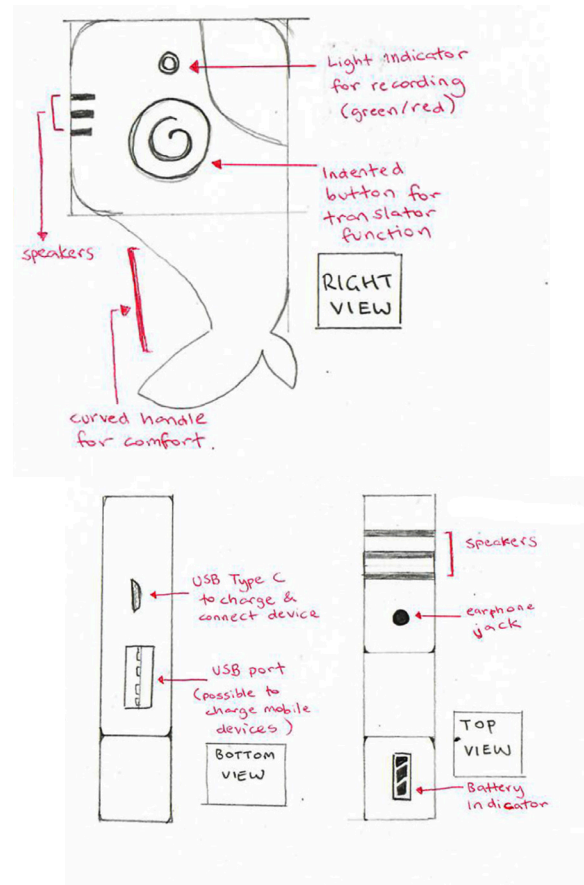 Light Indicator
for recording
(green/red)
Indented
button for
translator
function
speakers
RIGHT
VIEW
curved handle
for comfort.
USB Type C
to charge &
connect device
USB port
(possible to
charge mobile
devices)
BOTTOM
VIEW
speakers
earphone
jack
TOP
VIEW
Battery
indicator